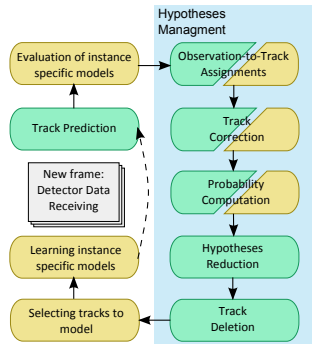 Hypotheses
Managment
Evaluation of instance
specific models
Observation-to-Track
Assignments
Track Prediction
Track
Correction
New frame:
Detector Data
Receiving
Probability
Computation
Learning instance
specific models
Hypotheses
Reduction
Selecting tracks to
model
Track
Deletion